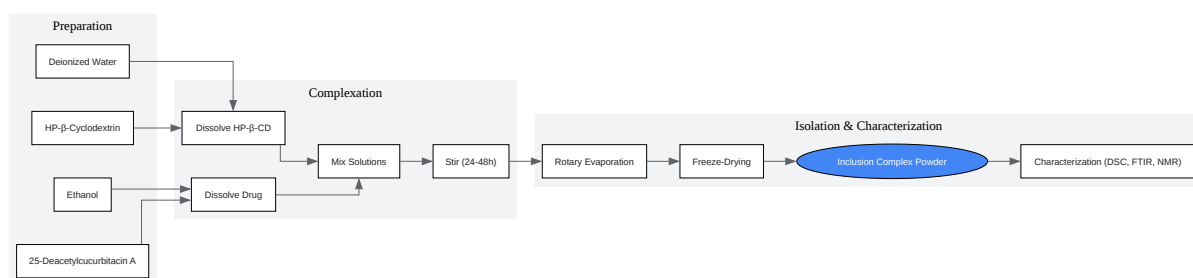 Preparation
Deionized Water
HP-β-Cyclodextrin
Ethanol
25-Deacetylcucurbitacin A
Complexation
Dissolve HP-β-CD
Dissolve Drug
Mix Solutions
Stir (24-48h)
Isolation & Characterization
Rotary Evaporation
Freeze-Drying
Inclusion Complex Powder
Characterization (DSC, FTIR, NMR)